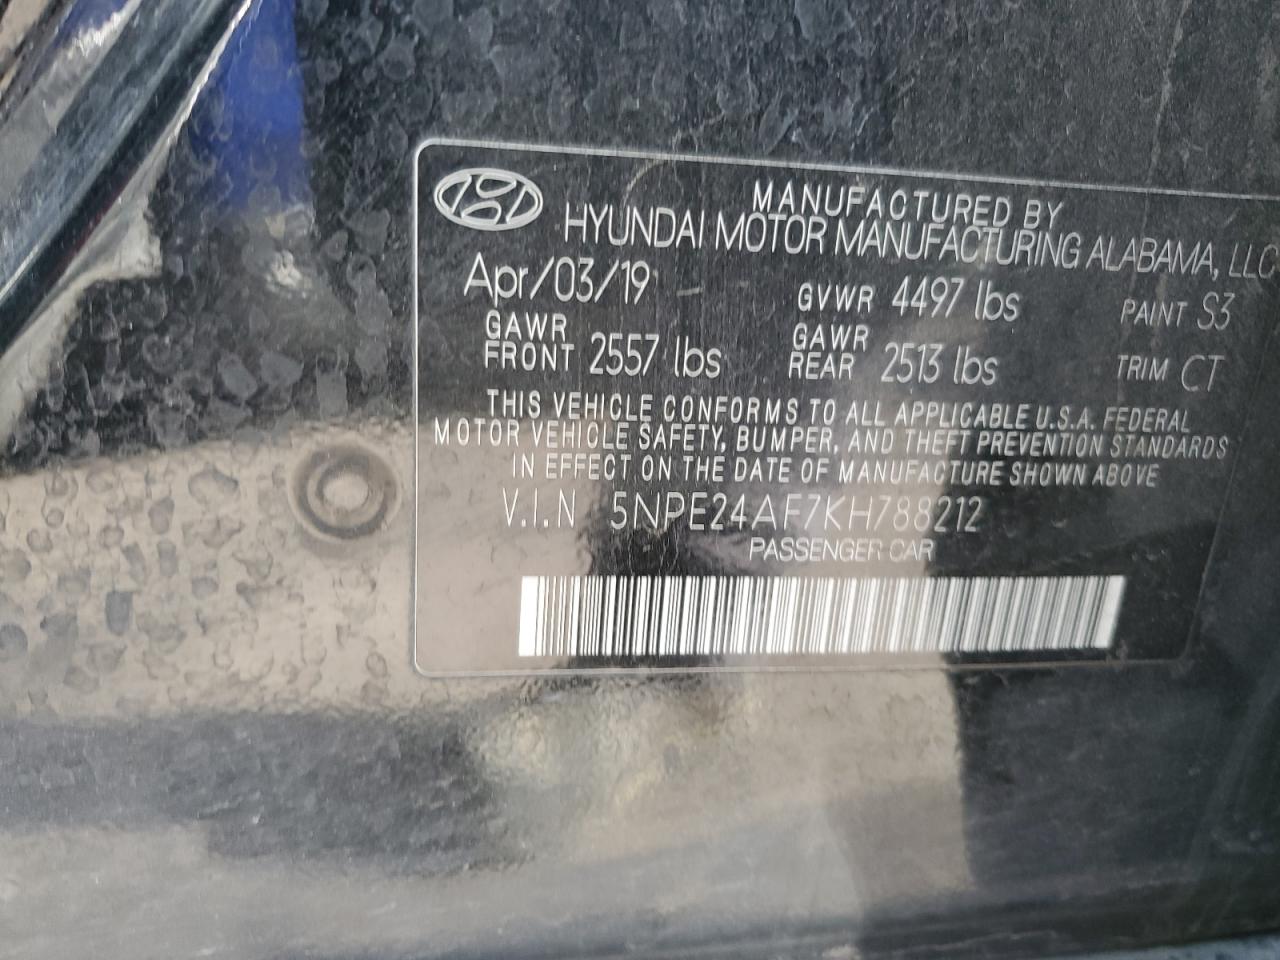 MANUFACTURED BY
HYUNDAI MOTOR MANUFACTURING ALABAMA, LLC
Apr/03/19 GVWR 4497 lbs PAINT S3
GAWR FRONT 2557 lbs GAWR REAR 2513 lbs TRIM CT
THIS VEHICLE CONFORMS TO ALL APPLICABLE U.S.A. FEDERAL
MOTOR VEHICLE SAFETY, BUMPER, AND THEFT PREVENTION STANDARDS
IN EFFECT ON THE DATE OF MANUFACTURE SHOWN ABOVE
V.I.N 5NPE24AF7KH788212
PASSENGER CAR